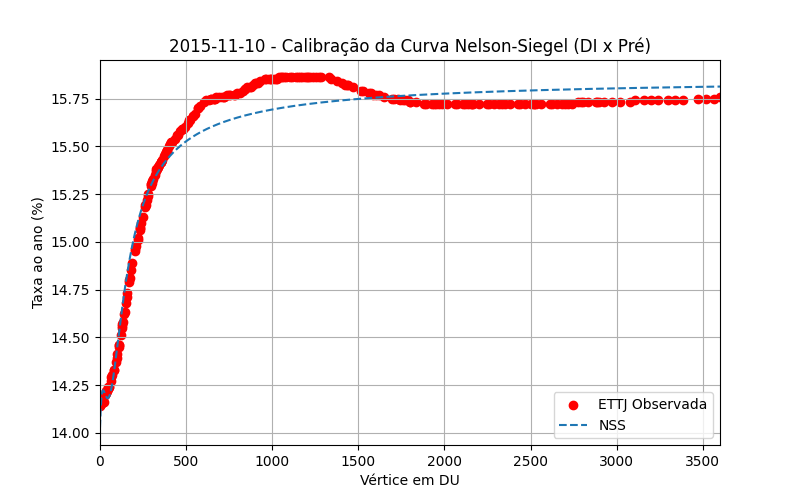 2015-11-10 - Calibração da Curva Nelson-Siegel (DI x Pré)
Taxa ao ano (%)
15.75
15.50
15.25
15.00
14.75
14.50
14.25
14.00
0 500 1000 1500 2000 2500 3000 3500
Vértice em DU
ETTJ Observada
NSS